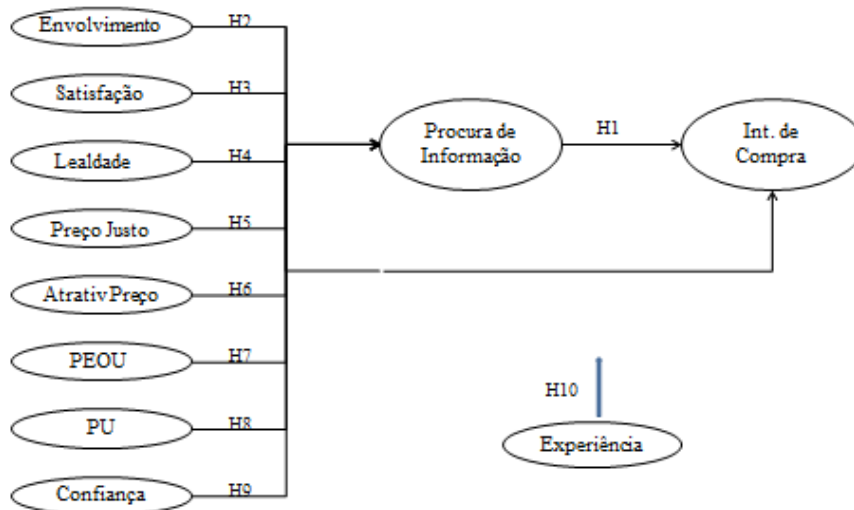 Envolvimento
H2
Satisfação
H3
Lealdade
H4
Preço Justo
H5
Atrativ Preço
H6
PEOU
H7
PU
H8
Confiança
H9
Procura de
Informação
H1
Int. de
Compra
H10
Experiência